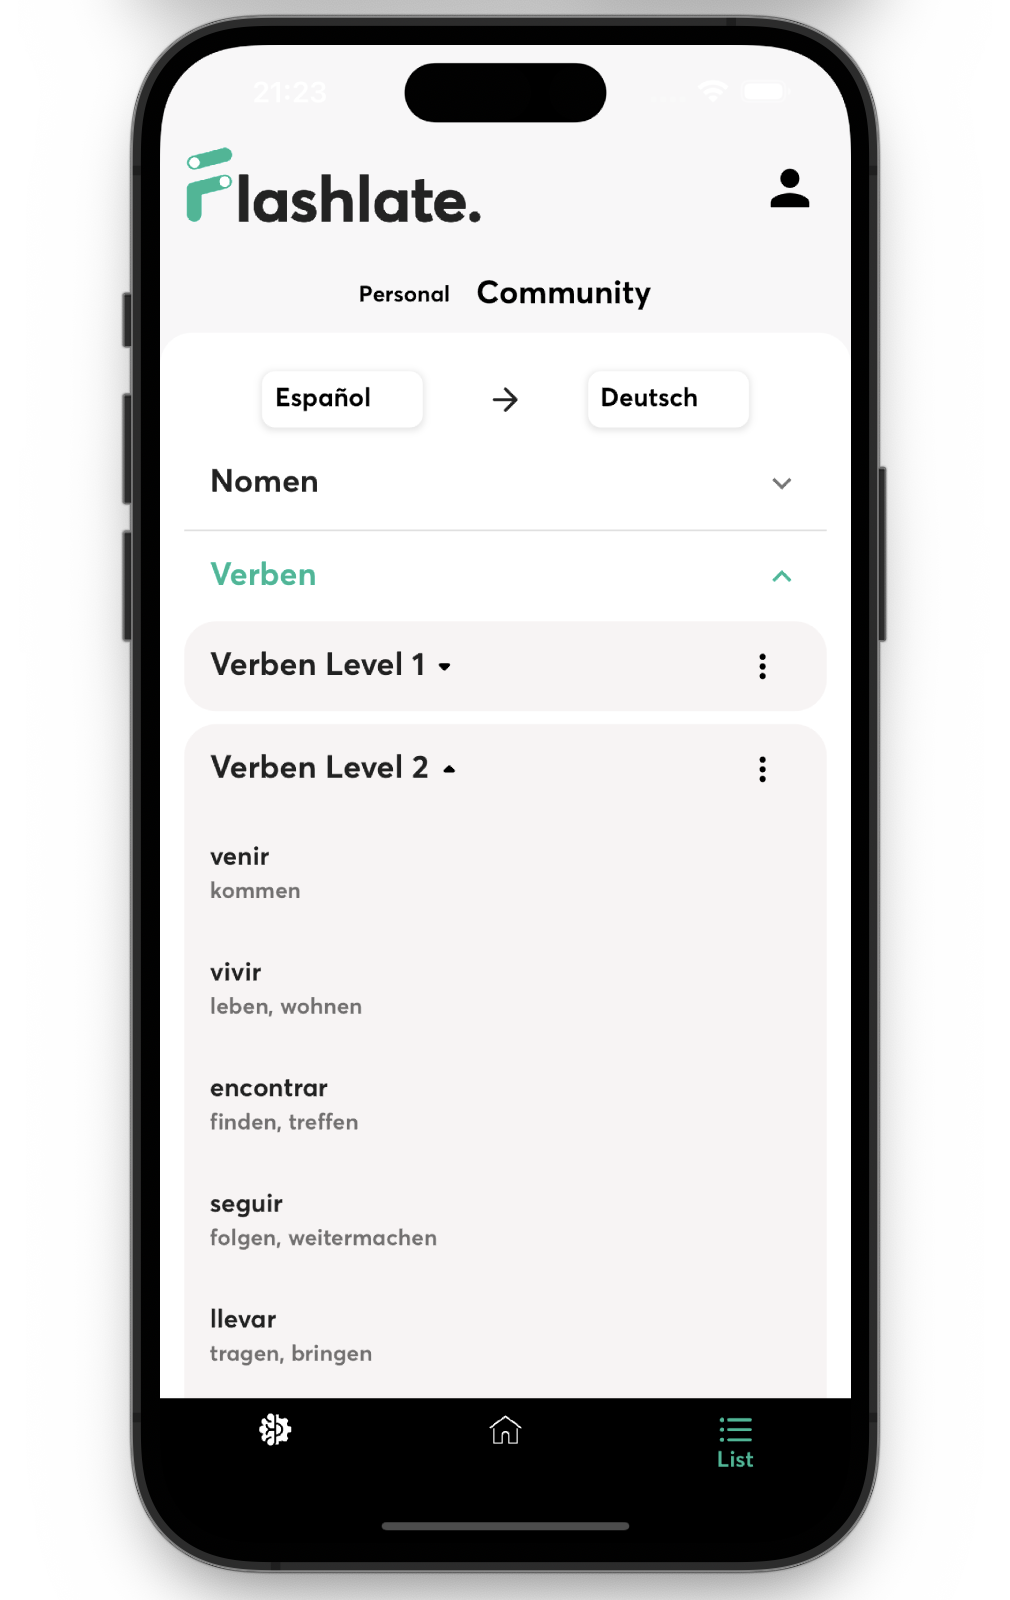 21:23
Flashlate.
Personal Community
Español → Deutsch
Nomen
Verben
Verben Level 1
Verben Level 2
venir
kommen
vivir
leben, wohnen
encontrar
finden, treffen
seguir
folgen, weitermachen
llevar
tragen, bringen
List